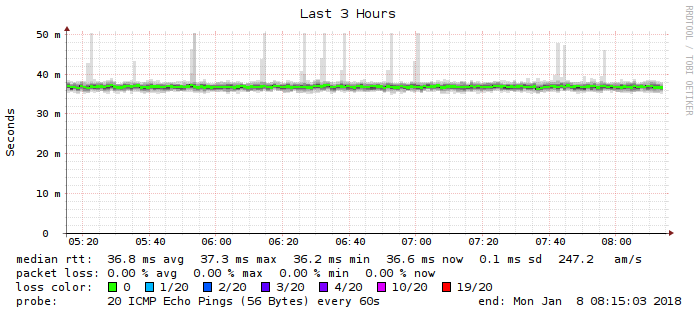 Last 3 Hours
RRDTOOL / TOBI OETIKER
Seconds
50 m
40 m
30 m
20 m
10 m
0
05:20 05:40 06:00 06:20 06:40 07:00 07:20 07:40 08:00
median rtt: 36.8 ms avg 37.3 ms max 36.2 ms min 36.6 ms now 0.1 ms sd 247.2 am/s
packet loss: 0.00 % avg 0.00 % max 0.00 % min 0.00 % now
loss color: 0 1/20 2/20 3/20 4/20 10/20 19/20
probe: 20 ICMP Echo Pings (56 Bytes) every 60s end: Mon Jan 8 08:15:03 2018